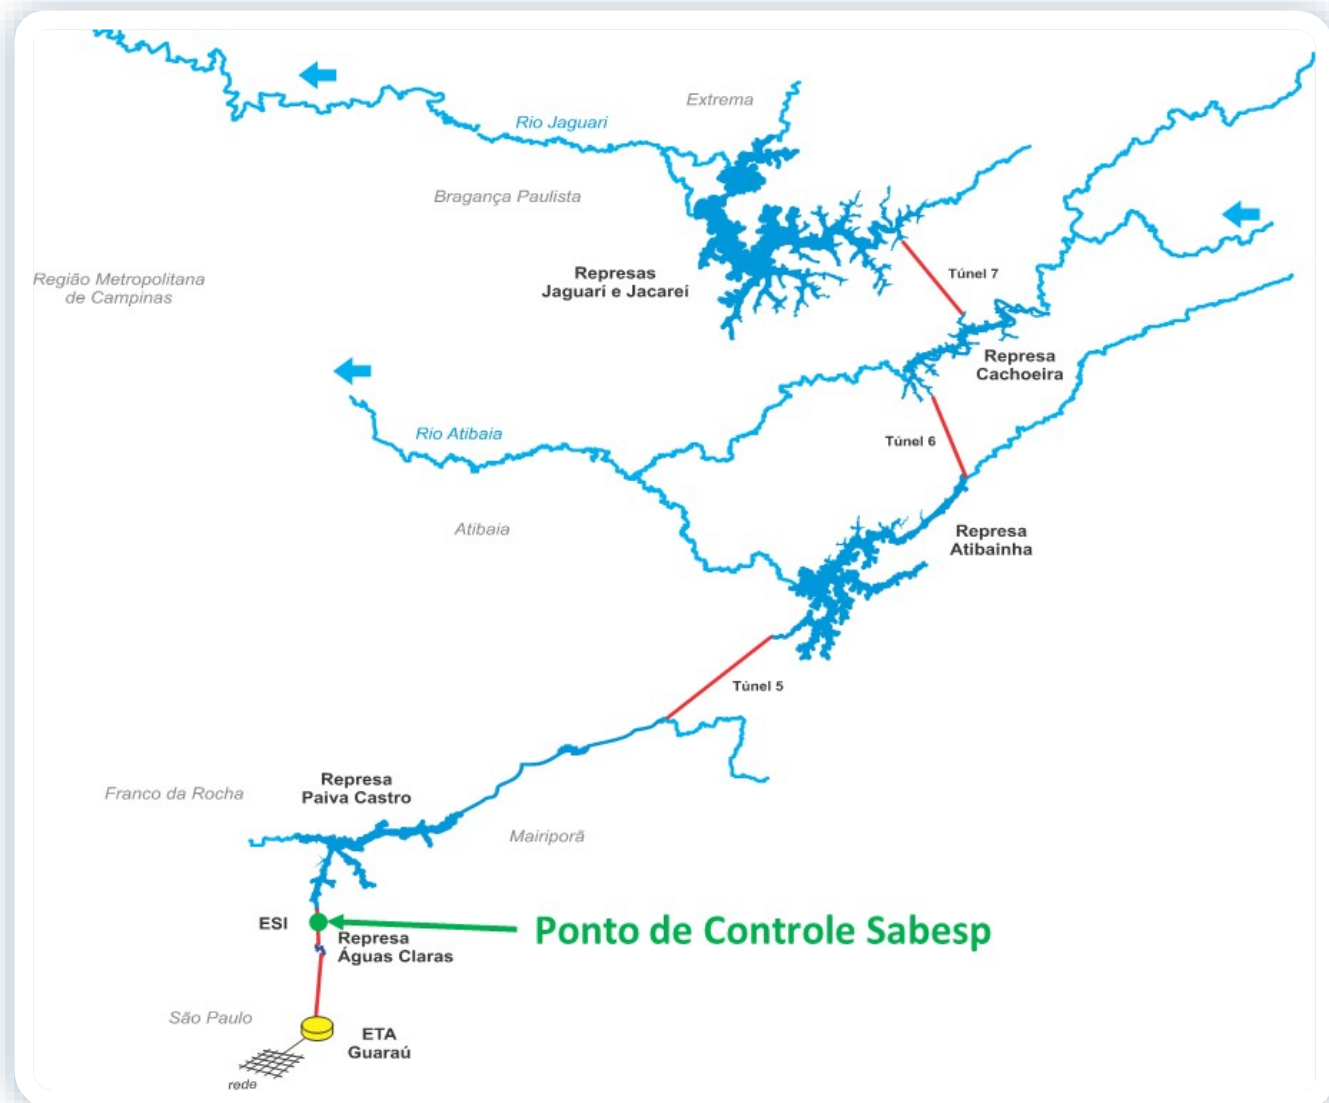 Extrema
Rio Jaguari
Bragança Paulista
Região Metropolitana
de Campinas
Represas
Jaguari e Jacareí
Túnel 7
Represa
Cachoeira
Rio Atibaia
Túnel 6
Atibaia
Represa
Atibainha
Túnel 5
Represa
Paiva Castro
Franco da Rocha
Mairiporã
ESI
Ponto de Controle Sabesp
Represa
Águas Claras
São Paulo
ETA
Guaraú
rede